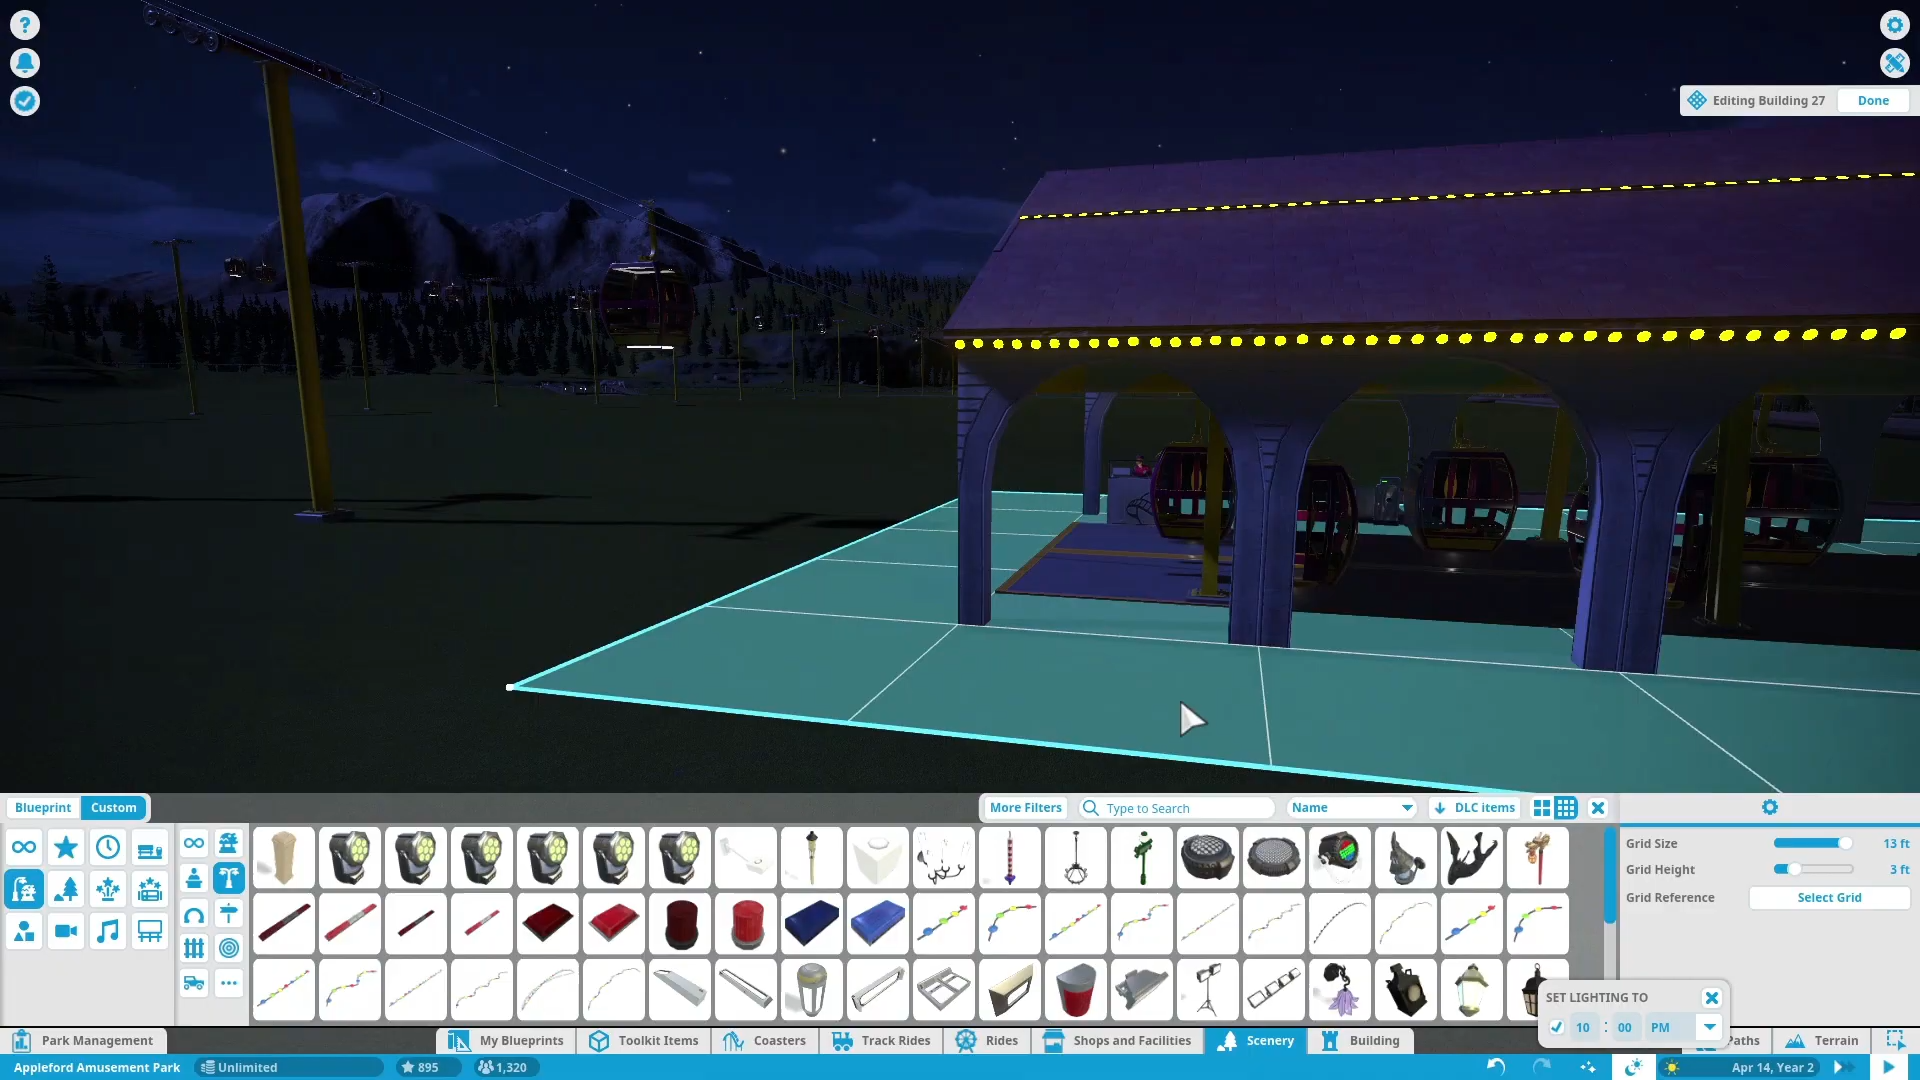 Editing Building 27
Done
Blueprint
Custom
More Filters
Type to Search
Name
DLC items
Grid Size
13 ft
Grid Height
3 ft
Grid Reference
Select Grid
SET LIGHTING TO
10 : 00 PM
Park Management
My Blueprints
Toolkit Items
Coasters
Track Rides
Rides
Shops and Facilities
Scenery
Building
Paths
Terrain
Appleford Amusement Park
Unlimited
895
1,320
Apr 14, Year 2